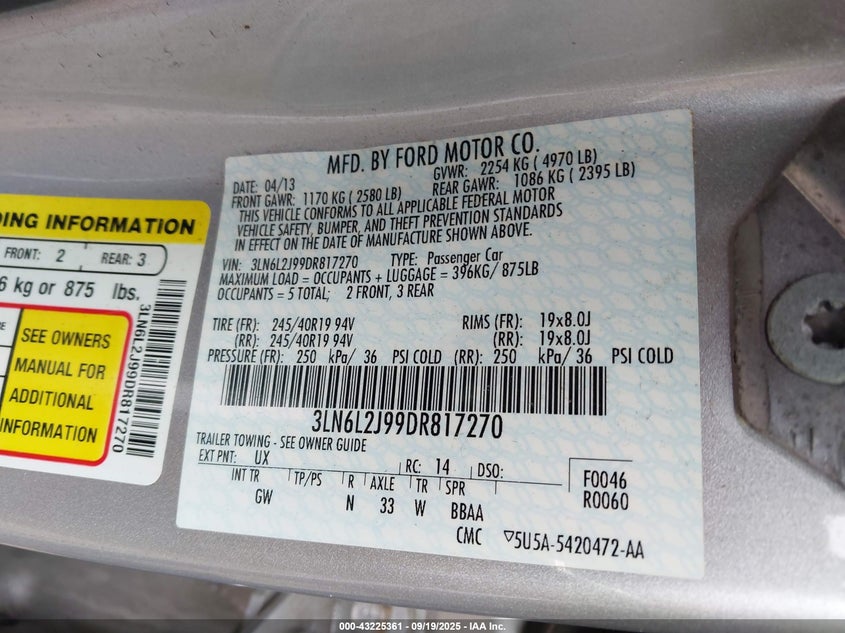 DING INFORMATION
FRONT: 2 REAR: 3
6 kg or 875 lbs.
SEE OWNERS
MANUAL FOR
ADDITIONAL
INFORMATION
3LN6L2J99DR817270
MFD. BY FORD MOTOR CO.
DATE: 04/13 GVWR: 2254 KG ( 4970 LB)
FRONT GAWR: 1170 KG ( 2580 LB) REAR GAWR: 1086 KG ( 2395 LB)
THIS VEHICLE CONFORMS TO ALL APPLICABLE FEDERAL MOTOR
VEHICLE SAFETY, BUMPER, AND THEFT PREVENTION STANDARDS
IN EFFECT ON THE DATE OF MANUFACTURE SHOWN ABOVE.
VIN: 3LN6L2J99DR817270 TYPE: Passenger Car
MAXIMUM LOAD = OCCUPANTS + LUGGAGE = 396KG/ 875LB
OCCUPANTS = 5 TOTAL; 2 FRONT, 3 REAR
TIRE (FR): 245/40R19 94V RIMS (FR): 19x8.0J
(RR): 245/40R19 94V (RR): 19x8.0J
PRESSURE (FR): 250 kPa/ 36 PSI COLD (RR): 250 kPa/ 36 PSI COLD
3LN6L2J99DR817270
TRAILER TOWING - SEE OWNER GUIDE
EXT PNT: UX RC: 14 DSO: F0046
INT TR TP/PS R AXLE TR SPR R0060
GW N 33 W BBAA
CMC ▽5U5A-5420472-AA
000-43225361 - 09/19/2025 - IAA Inc.